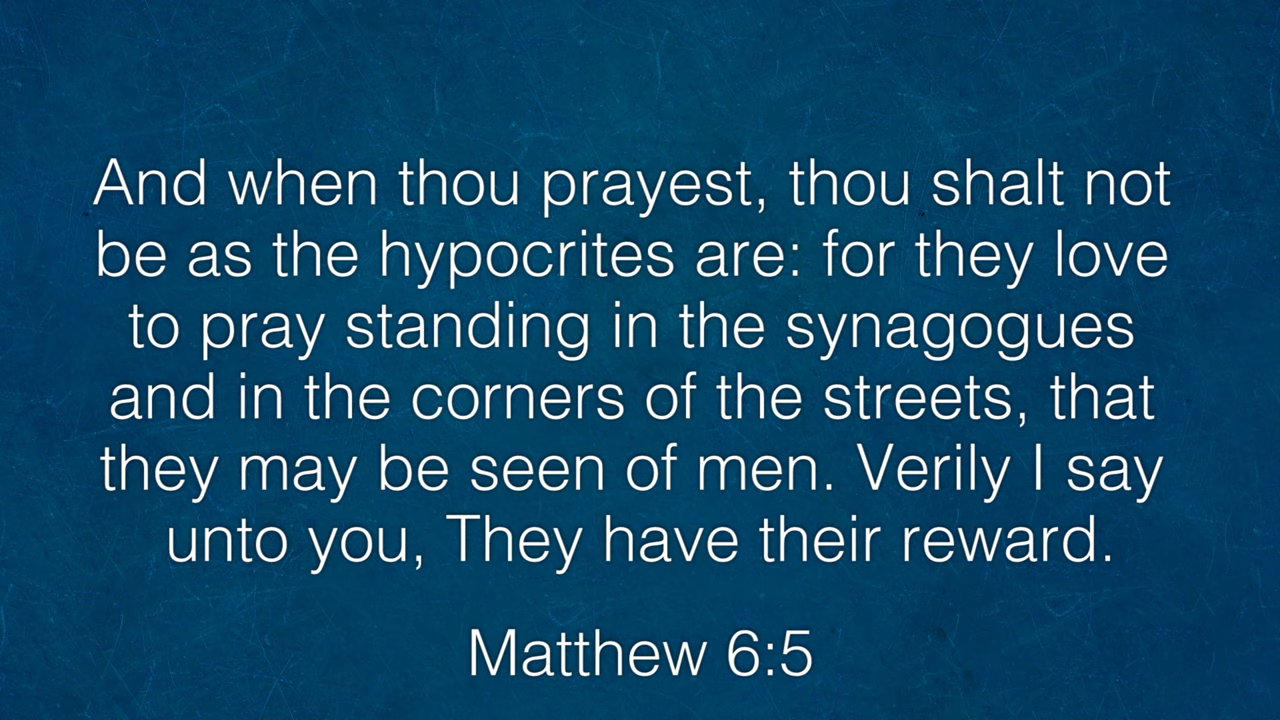 And when thou prayest, thou shalt not
be as the hypocrites are: for they love
to pray standing in the synagogues
and in the corners of the streets, that
they may be seen of men. Verily I say
unto you, They have their reward.
Matthew 6:5